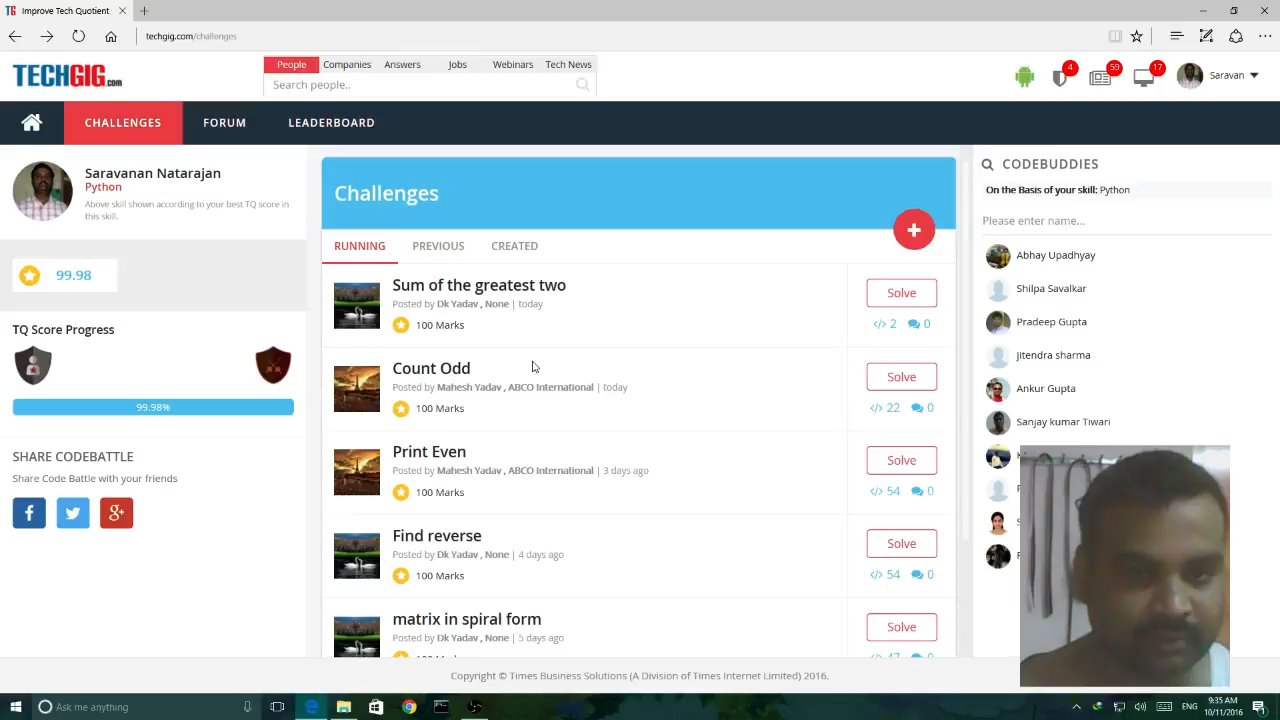 Improve Tech Quotient
techgig.com/challenges
TECHGIG.com
People Companies Answers Jobs Webinars Tech News
Search people..
4 59 17
Saravan
CHALLENGES FORUM LEADERBOARD
Saravanan Natarajan
Python
Above skill shown according to your best TQ score in
this skill.
99.98
TQ Score Progress
99.98%
SHARE CODEBATTLE
Share Code Battle with your friends
Challenges
RUNNING PREVIOUS CREATED
Sum of the greatest two
Posted by Dk Yadav , None | today
100 Marks
Solve
</> 2 0
Count Odd
Posted by Mahesh Yadav , ABCO International | today
100 Marks
Solve
</> 22 0
Print Even
Posted by Mahesh Yadav , ABCO International | 3 days ago
100 Marks
Solve
</> 54 0
Find reverse
Posted by Dk Yadav , None | 4 days ago
100 Marks
Solve
</> 54 0
matrix in spiral form
Posted by Dk Yadav , None | 5 days ago
100 Marks
Solve
</> 47 0
CODEBUDDIES
On the Basis of your skill: Python
Please enter name...
Abhay Upadhyay
Shilpa Savalkar
Pradeep Gupta
jitendra sharma
Ankur Gupta
Sanjay kumar Tiwari
Copyright © Times Business Solutions (A Division of Times Internet Limited) 2016.
Ask me anything
ENG
9:35 AM
10/11/2016